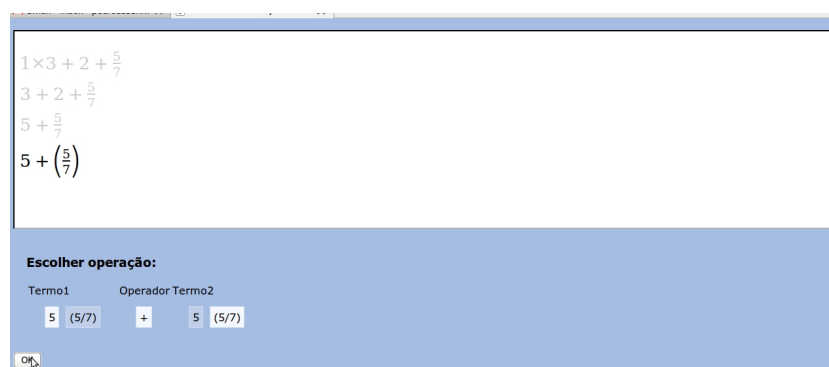 1×3 + 2 + 5/7
3 + 2 + 5/7
5 + 5/7
5 + (5/7)
Escolher operação:
Termo1 Operador Termo2
5 (5/7) + 5 (5/7)
OK